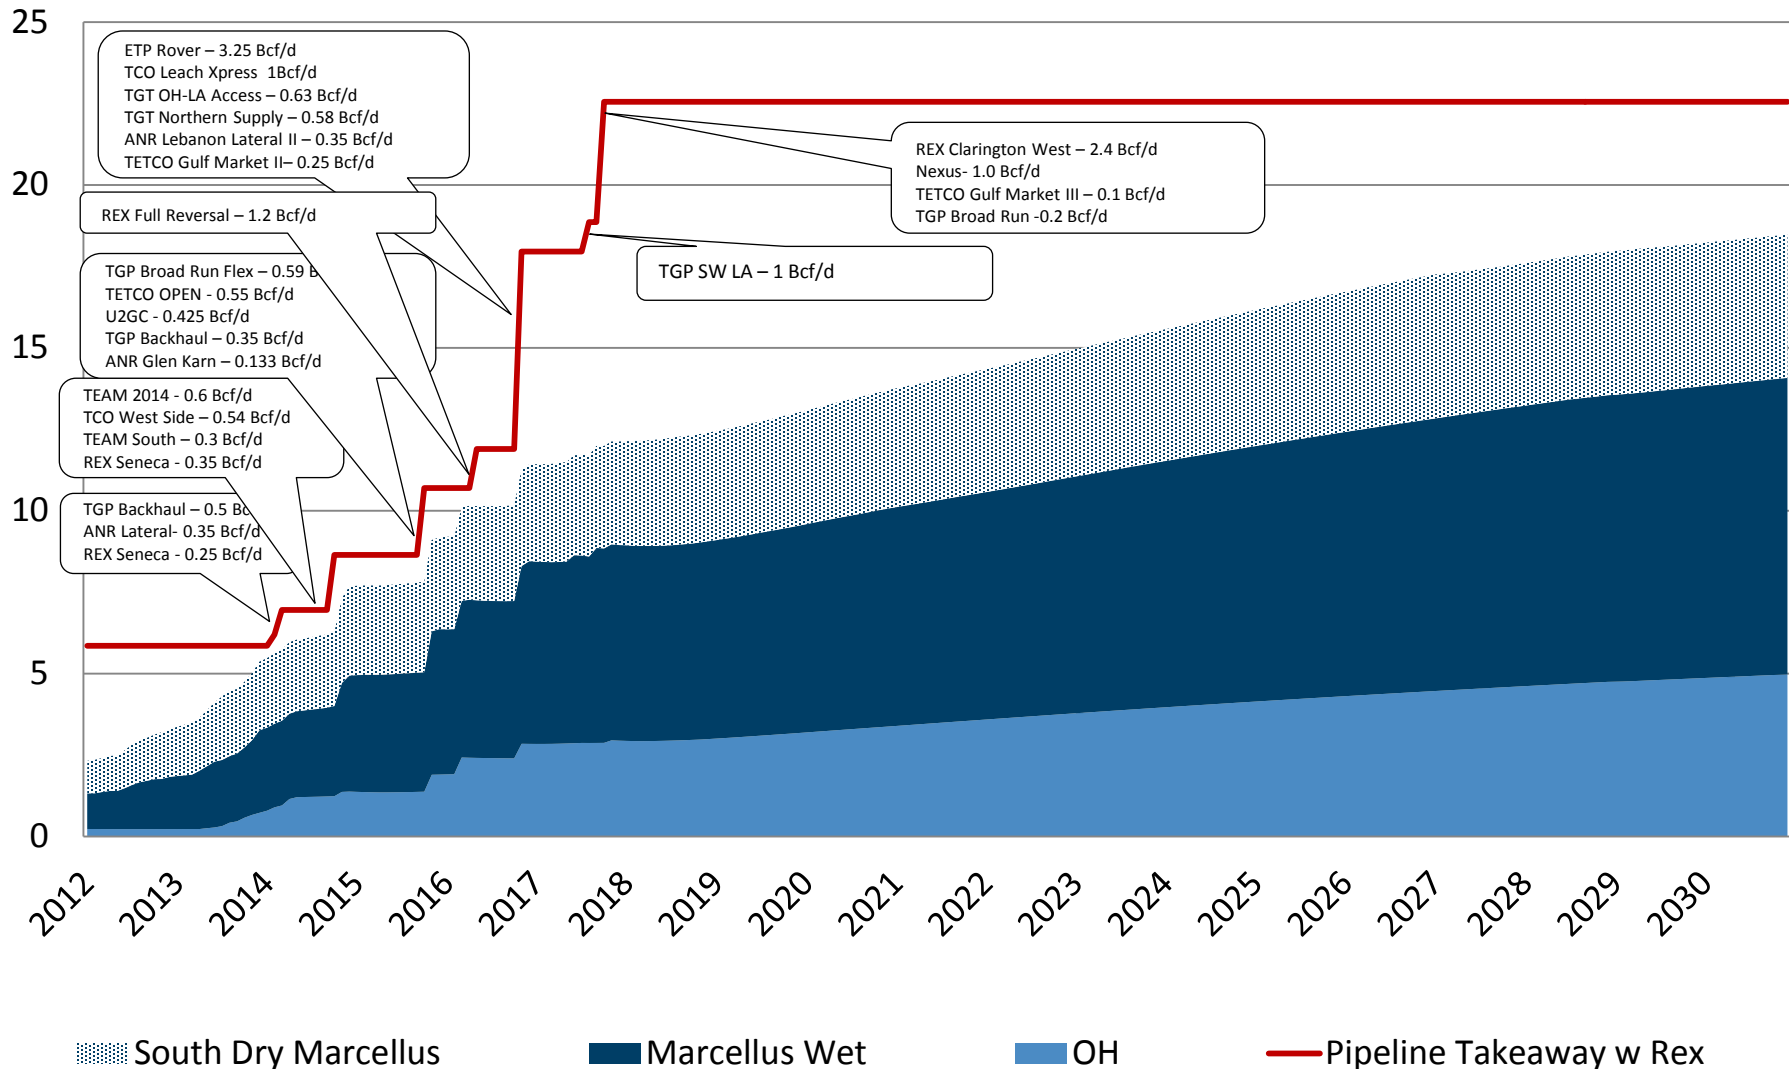 25
20
15
10
5
0
ETP Rover – 3.25 Bcf/d
TCO Leach Xpress 1Bcf/d
TGT OH-LA Access – 0.63 Bcf/d
TGT Northern Supply – 0.58 Bcf/d
ANR Lebanon Lateral II – 0.35 Bcf/d
TETCO Gulf Market II– 0.25 Bcf/d
REX Full Reversal – 1.2 Bcf/d
TGP Broad Run Flex – 0.59 B
TETCO OPEN - 0.55 Bcf/d
U2GC - 0.425 Bcf/d
TGP Backhaul – 0.35 Bcf/d
ANR Glen Karn – 0.133 Bcf/d
TEAM 2014 - 0.6 Bcf/d
TCO West Side – 0.54 Bcf/d
TEAM South – 0.3 Bcf/d
REX Seneca - 0.35 Bcf/d
TGP Backhaul – 0.5 Bc
ANR Lateral- 0.35 Bcf/d
REX Seneca - 0.25 Bcf/d
REX Clarington West – 2.4 Bcf/d
Nexus- 1.0 Bcf/d
TETCO Gulf Market III – 0.1 Bcf/d
TGP Broad Run -0.2 Bcf/d
TGP SW LA – 1 Bcf/d
2012
2013
2014
2015
2016
2017
2018
2019
2020
2021
2022
2023
2024
2025
2026
2027
2028
2029
2030
South Dry Marcellus
Marcellus Wet
OH
Pipeline Takeaway w Rex